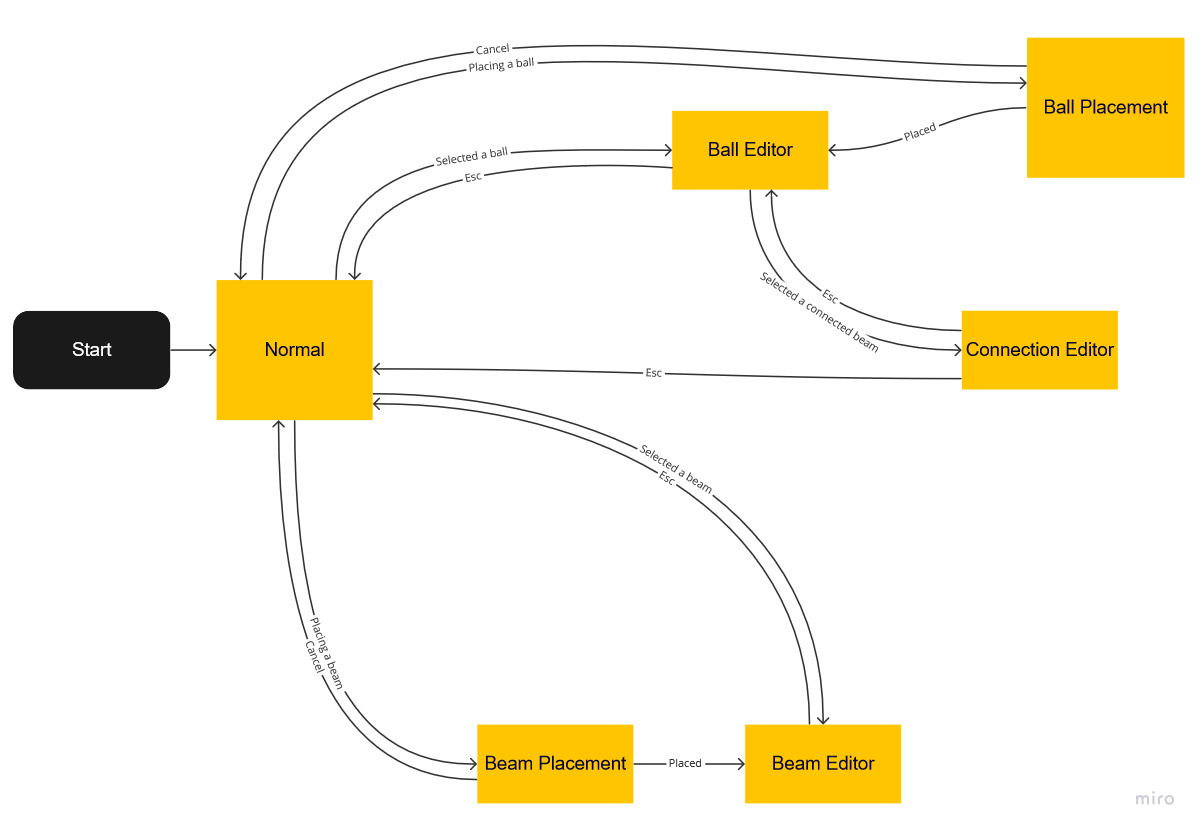 Cancel
Placing a ball
Ball Placement
Placed
Ball Editor
Selected a ball
Esc
Esc
Selected a connected beam
Start
Normal
Connection Editor
Esc
Selected a beam
Esc
Placing a beam
Cancel
Beam Placement
Placed
Beam Editor
miro